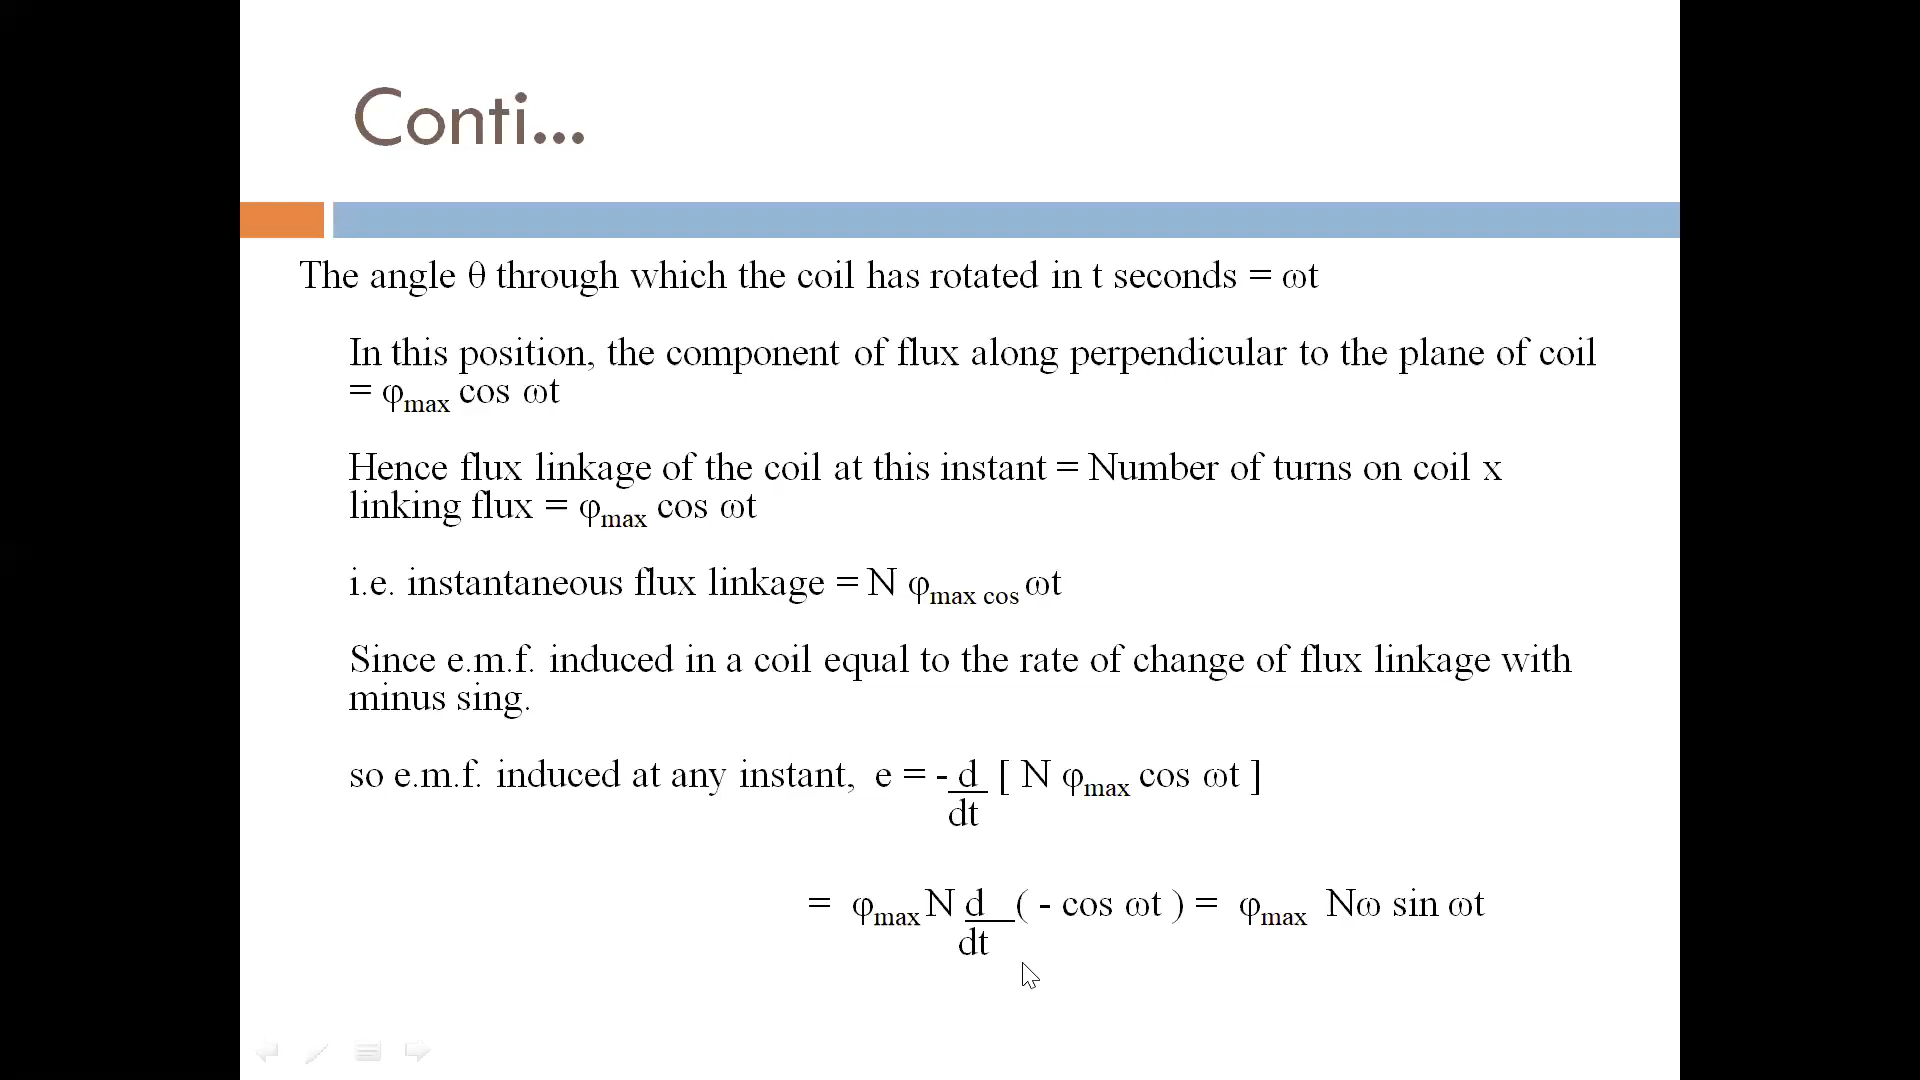 Conti...
The angle θ through which the coil has rotated in t seconds = ωt
In this position, the component of flux along perpendicular to the plane of coil
= φmax cos ωt
Hence flux linkage of the coil at this instant = Number of turns on coil x
linking flux = φmax cos ωt
i.e. instantaneous flux linkage = N φmax cos ωt
Since e.m.f. induced in a coil equal to the rate of change of flux linkage with
minus sing.
so e.m.f. induced at any instant, e = - d [ N φmax cos ωt ]
dt
= φmax N d ( - cos ωt ) = φmax Nω sin ωt
dt